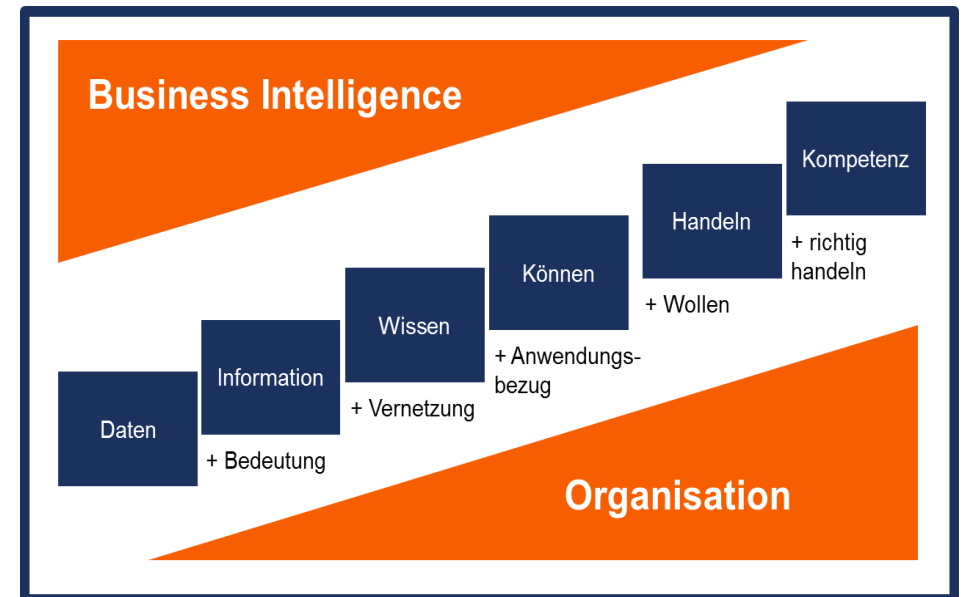 Business Intelligence
Kompetenz
+ richtig
handeln
Handeln
+ Wollen
Können
+ Anwendungs-
bezug
Wissen
+ Vernetzung
Information
+ Bedeutung
Daten
Organisation